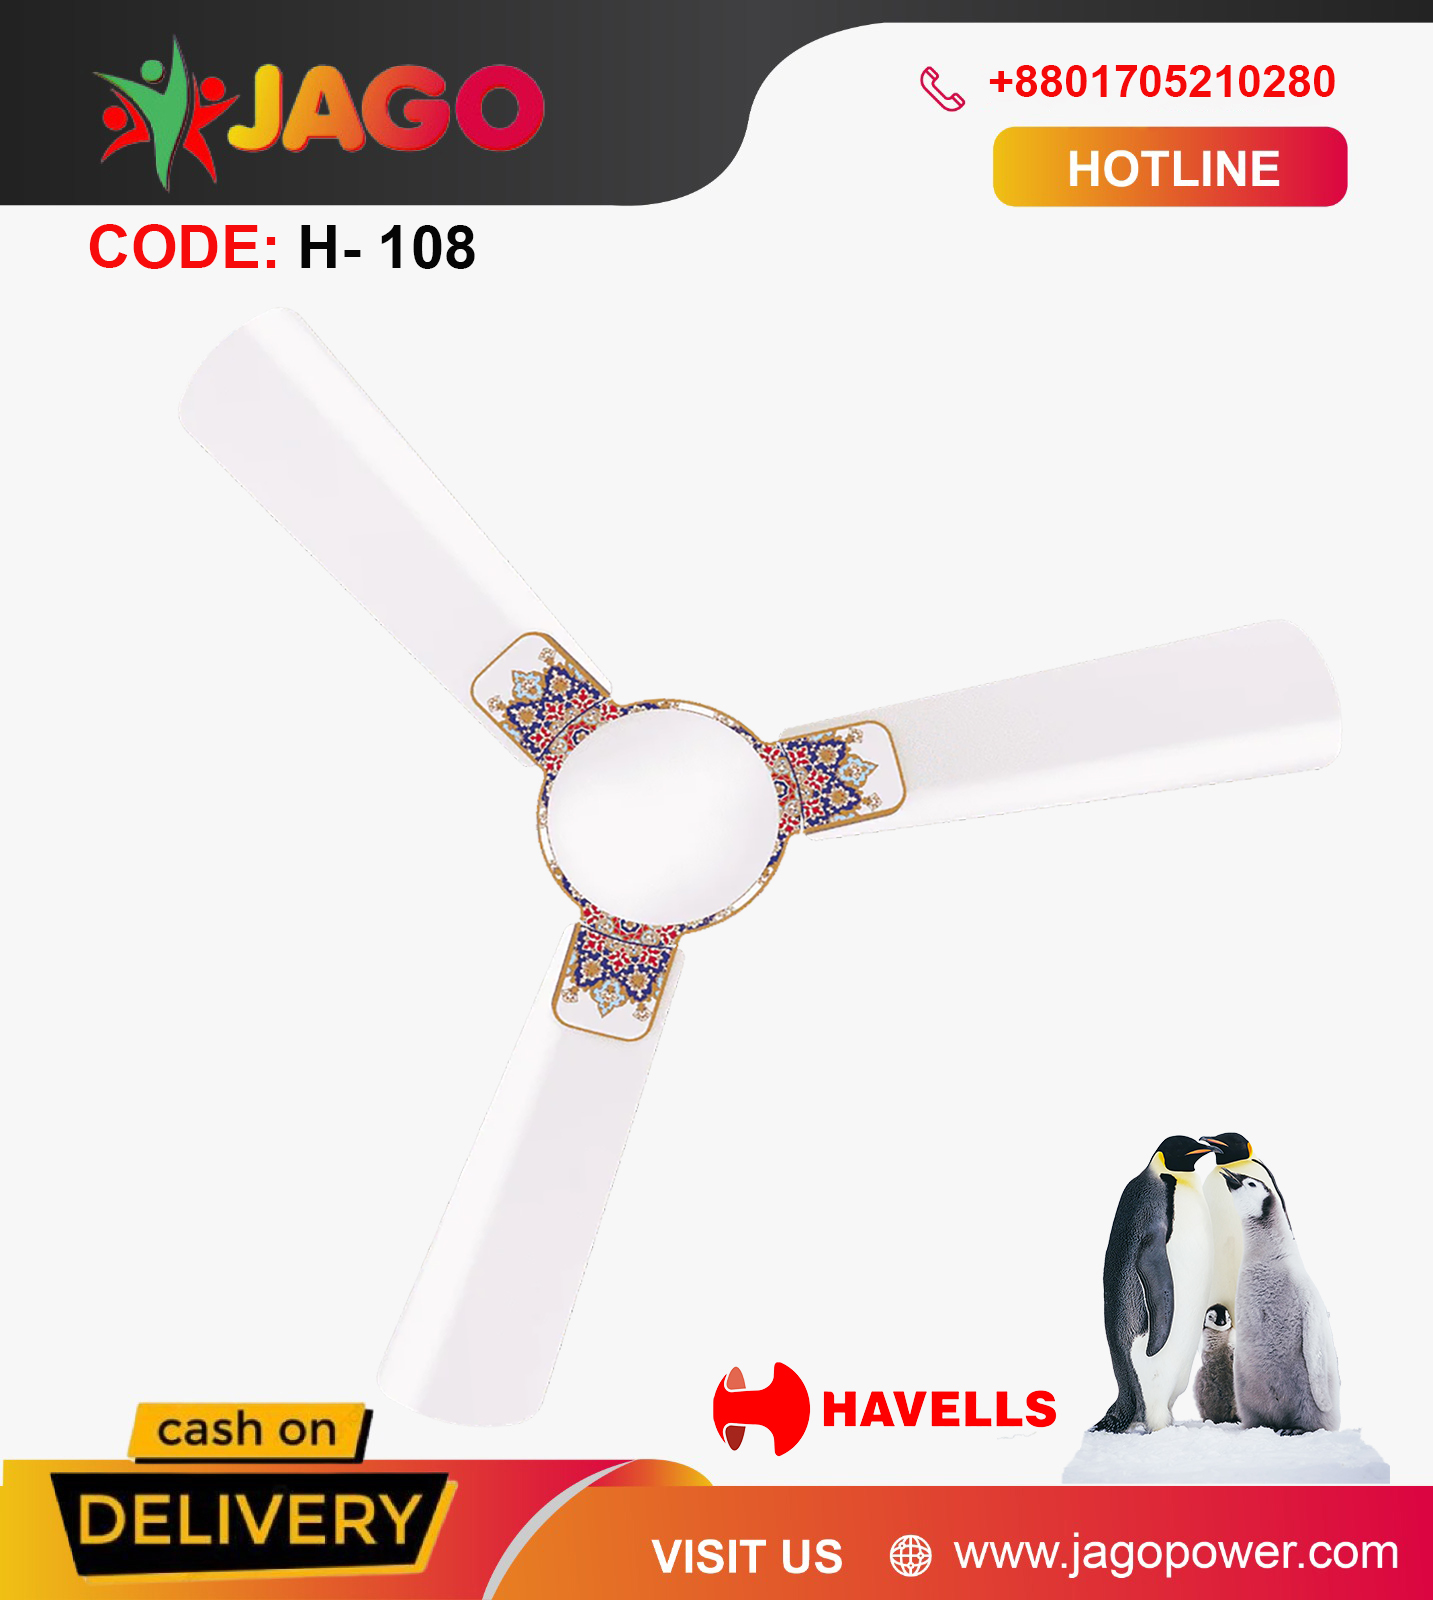 JAGO
+8801705210280
HOTLINE
CODE: H- 108
HAVELLS
cash on
DELIVERY
VISIT US
www.jagopower.com